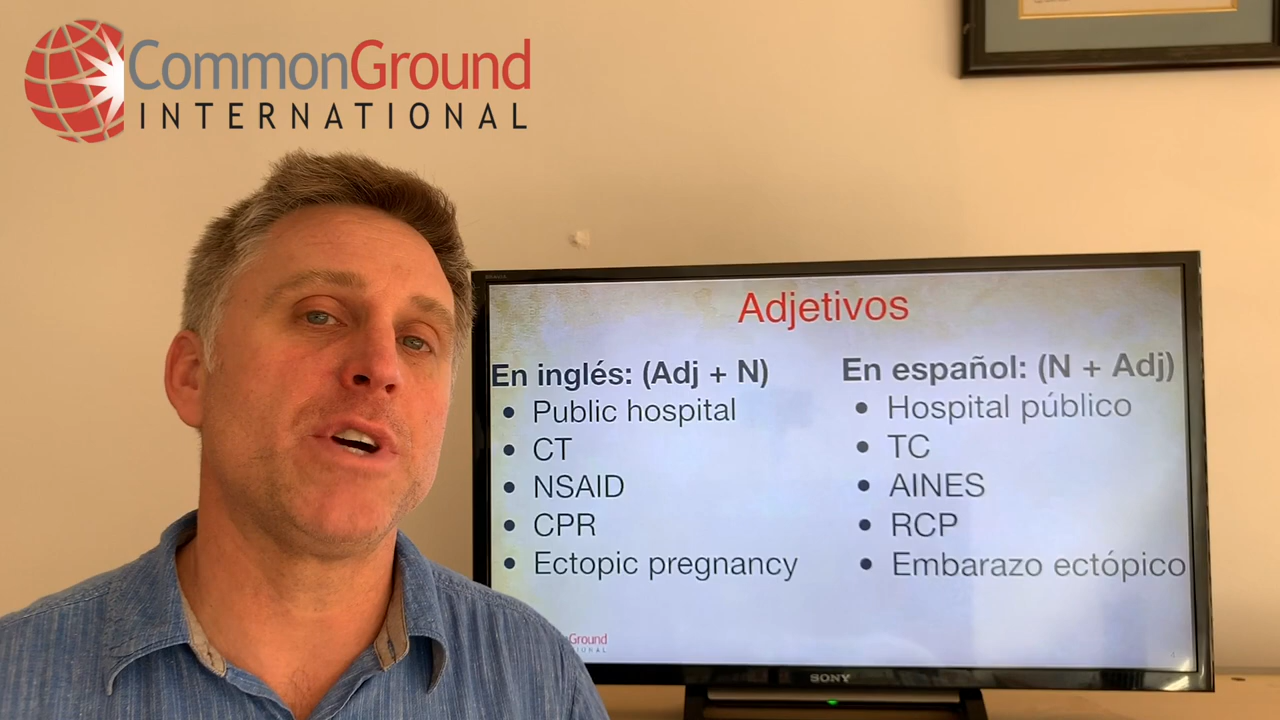 CommonGround
INTERNATIONAL
Adjetivos
En inglés: (Adj + N)
• Public hospital
• CT
• NSAID
• CPR
• Ectopic pregnancy
En español: (N + Adj)
• Hospital público
• TC
• AINES
• RCP
• Embarazo ectópico
Ground
SONY